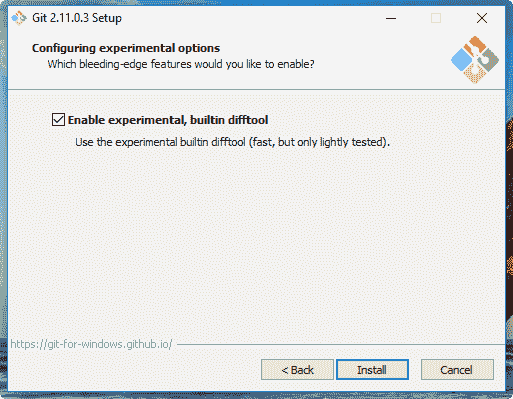 Git 2.11.0.3 Setup
Configuring experimental options
Which bleeding-edge features would you like to enable?
Enable experimental, builtin difftool
Use the experimental builtin difftool (fast, but only lightly tested).
https://git-for-windows.github.io/
< Back Install Cancel